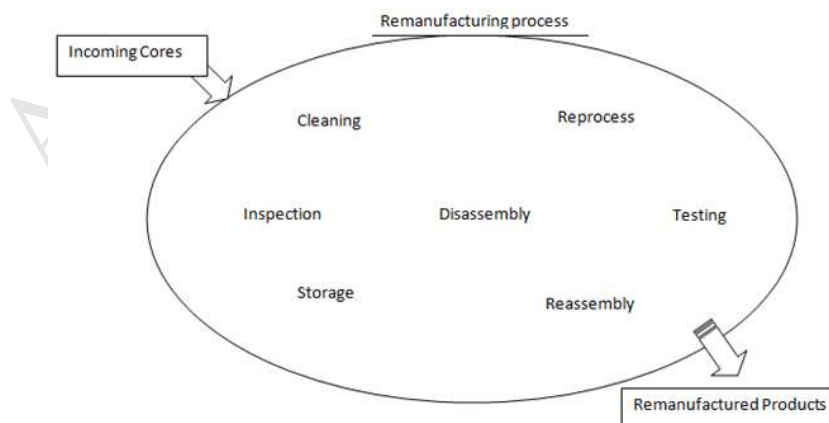 Remanufacturing process
Incoming Cores
Cleaning
Reprocess
Inspection
Disassembly
Testing
Storage
Reassembly
Remanufactured Products